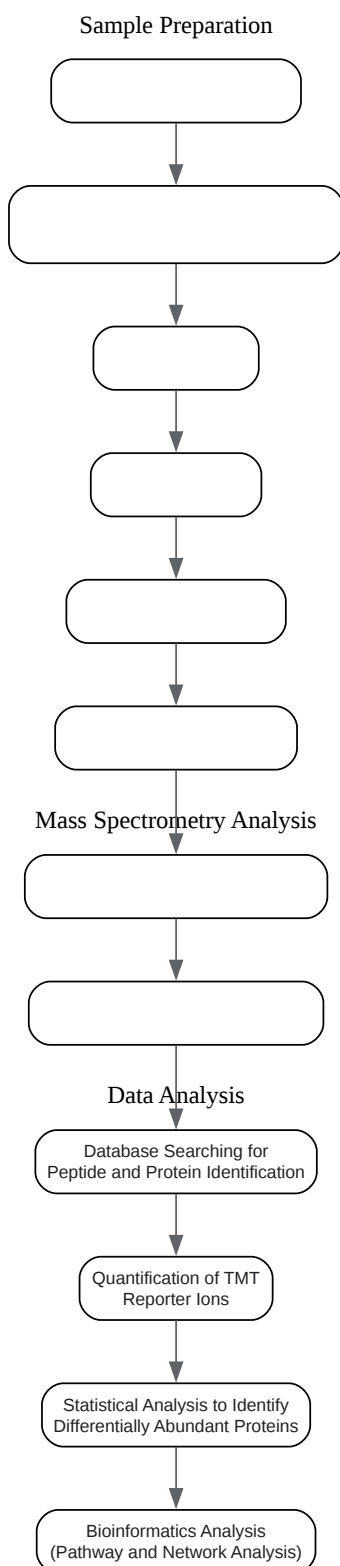 Sample Preparation
Mass Spectrometry Analysis
Data Analysis
Database Searching for
Peptide and Protein Identification
Quantification of TMT
Reporter Ions
Statistical Analysis to Identify
Differentially Abundant Proteins
Bioinformatics Analysis
(Pathway and Network Analysis)